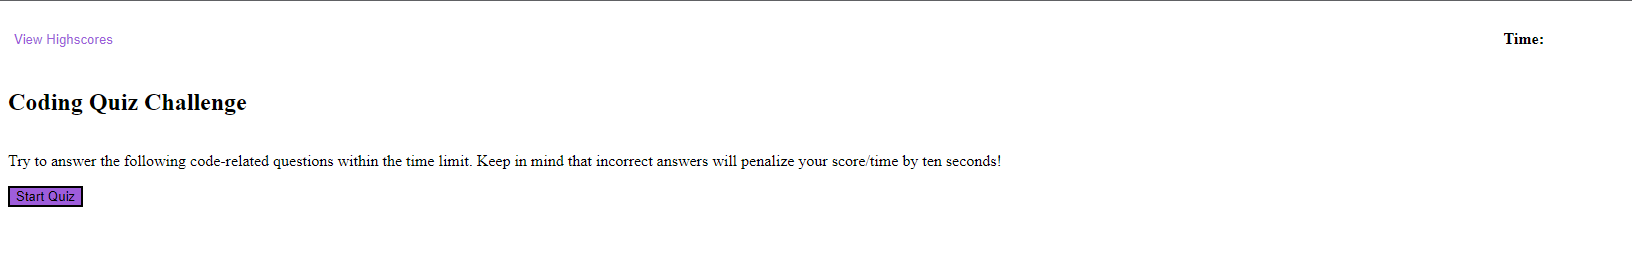 View Highscores
Time:
Coding Quiz Challenge
Try to answer the following code-related questions within the time limit. Keep in mind that incorrect answers will penalize your score/time by ten seconds!
Start Quiz